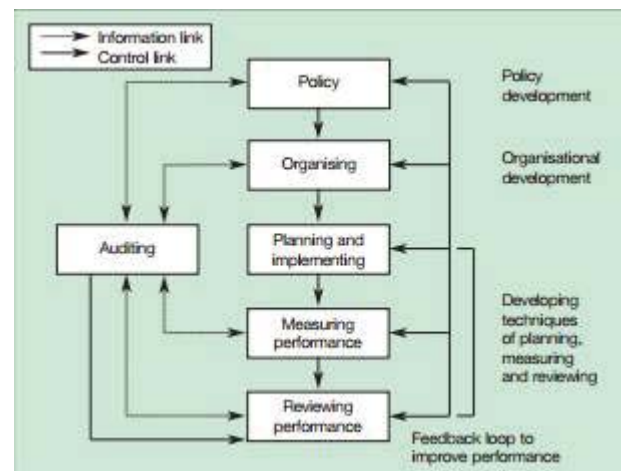 Information link
Control link
Policy
Policy
development
Organising
Organisational
development
Auditing
Planning and
implementing
Measuring
performance
Developing
techniques
of planning,
measuring
and reviewing
Reviewing
performance
Feedback loop to
improve performance